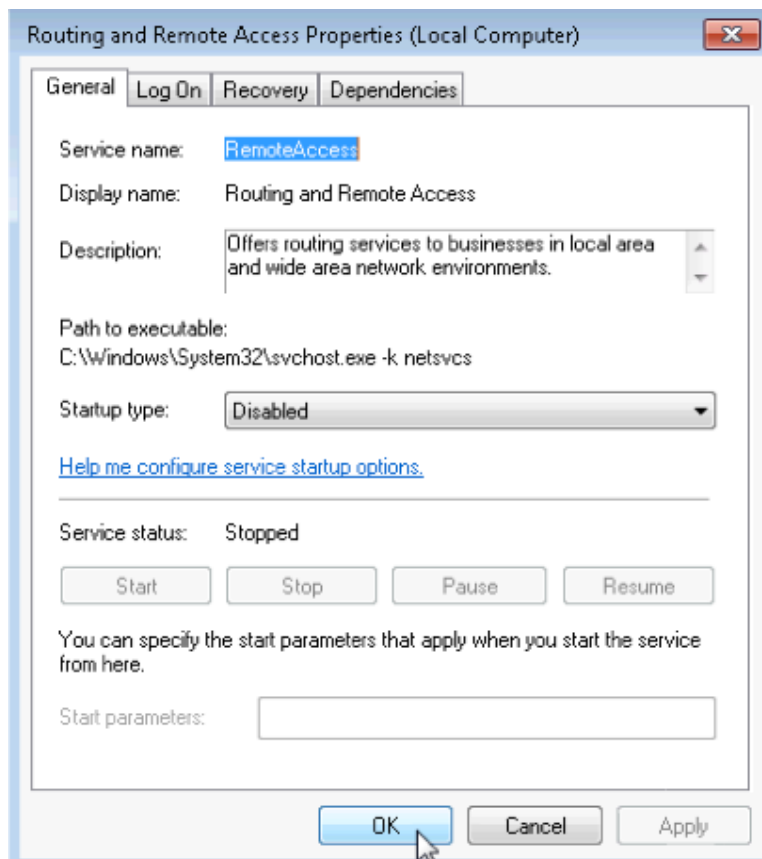 Routing and Remote Access Properties (Local Computer)
General Log On Recovery Dependencies
Service name: RemoteAccess
Display name: Routing and Remote Access
Description: Offers routing services to businesses in local area
and wide area network environments.
Path to executable:
C:\Windows\System32\svchost.exe -k netsvcs
Startup type: Disabled
Help me configure service startup options.
Service status: Stopped
Start Stop Pause Resume
You can specify the start parameters that apply when you start the service
from here.
Start parameters:
OK Cancel Apply